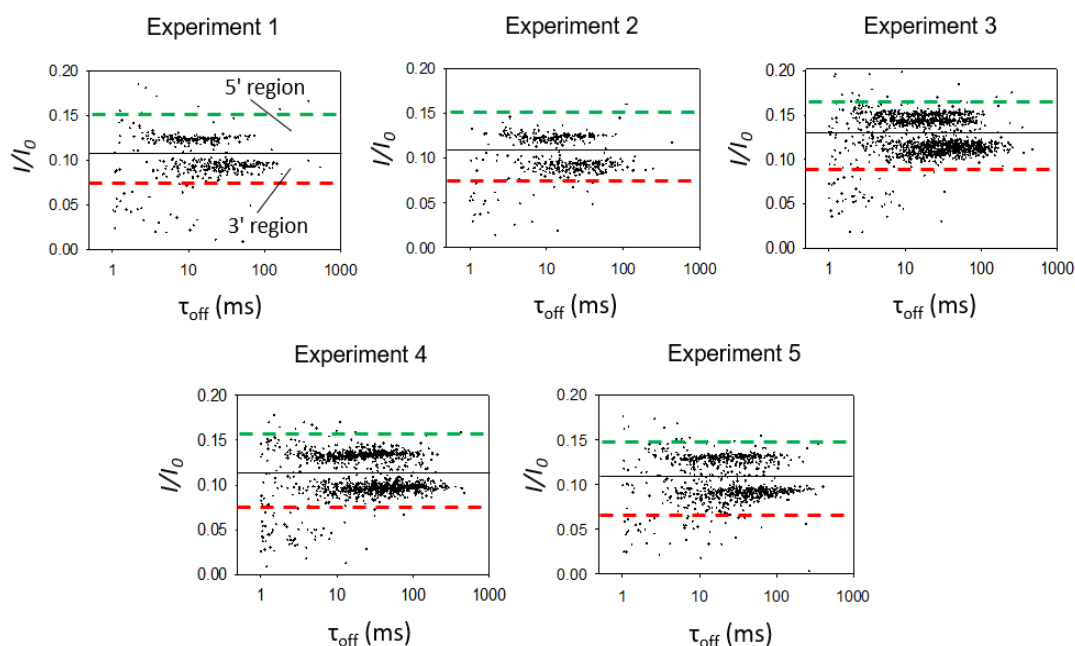 Experiment 1
Experiment 2
Experiment 3
0.20
0.15
0.10
0.05
0.00
I/I0
5' region
3' region
1
10
100
1000
τoff (ms)
0.20
0.15
0.10
0.05
0.00
I/I0
1
10
100
1000
τoff (ms)
0.20
0.15
0.10
0.05
0.00
I/I0
1
10
100
1000
τoff (ms)
Experiment 4
Experiment 5
0.20
0.15
0.10
0.05
0.00
I/I0
1
10
100
1000
τoff (ms)
0.20
0.15
0.10
0.05
0.00
I/I0
1
10
100
1000
τoff (ms)